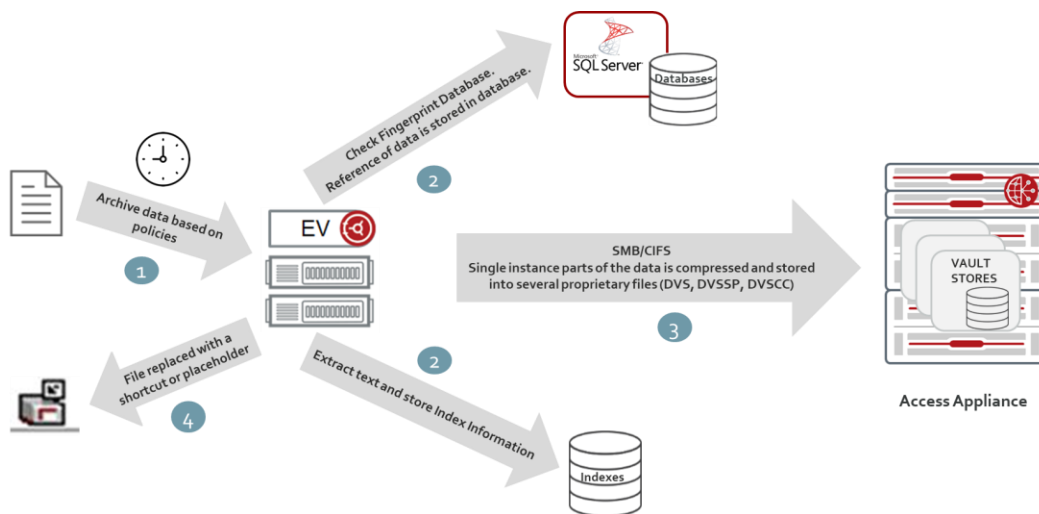 Microsoft®
SQL Server®
Databases
Check Fingerprint Database.
Reference of data is stored in database.
2
Archive data based on
policies
1
EV
SMB/CIFS
Single instance parts of the data is compressed and stored
into several proprietary files (DVS, DVSSP, DVSCC)
3
VAULT
STORES
Access Appliance
File replaced with a
shortcut or placeholder
4
2
Extract text and store Index Information
Indexes